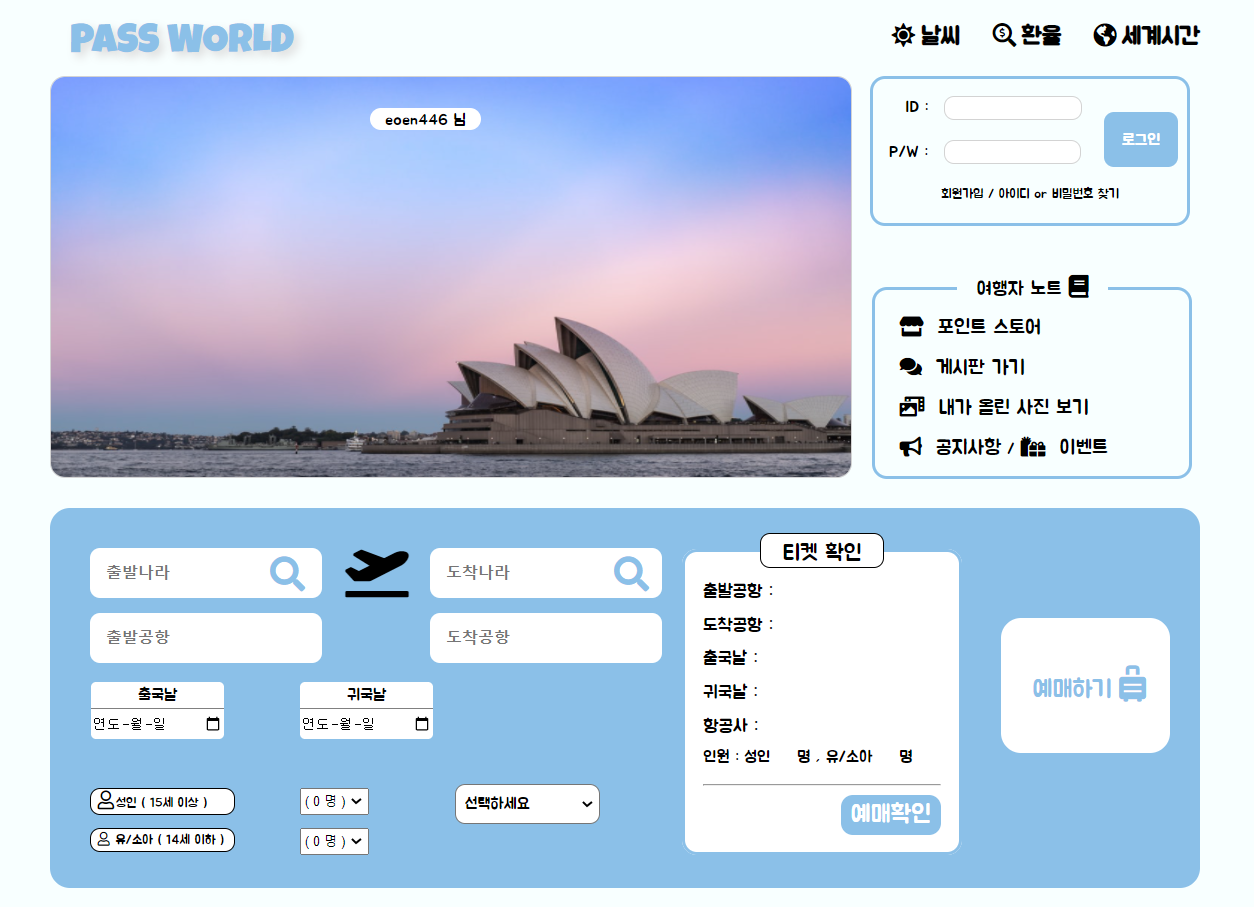 PASS WORLD
날씨
환율
세계시간
eoen446 님
ID :
P/W :
로그인
회원가입 / 아이디 or 비밀번호 찾기
여행자 노트
포인트 스토어
게시판 가기
내가 올린 사진 보기
공지사항 / 이벤트
출발나라
도착나라
출발공항
도착공항
출국날
귀국날
연도-월-일
연도-월-일
성인 ( 15세 이상 )
( 0 명 )
선택하세요
유/소아 ( 14세 이하 )
( 0 명 )
티켓 확인
출발공항 :
도착공항 :
출국날 :
귀국날 :
항공사 :
인원 : 성인 명 , 유/소아 명
예매확인
예매하기